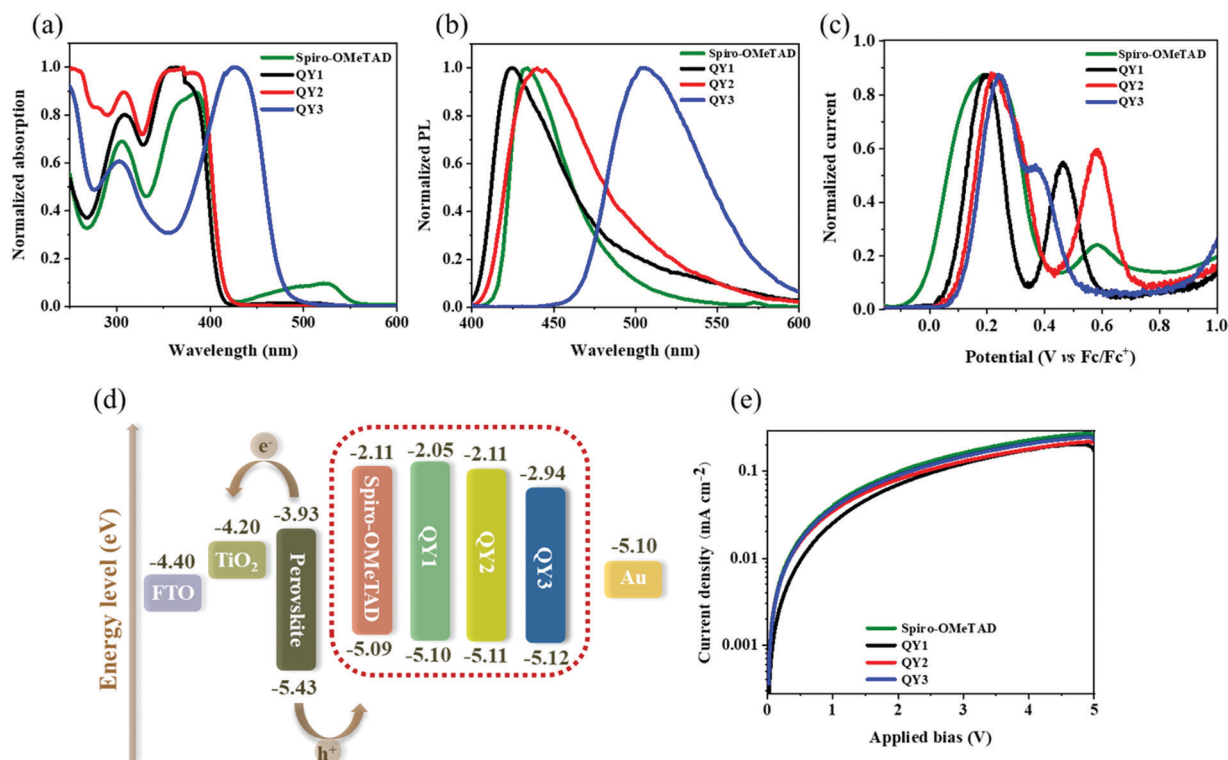 (a)
Normalized absorption
1.0
0.8
0.6
0.4
0.2
0.0
300
400
500
600
Wavelength (nm)
Spiro-OMeTAD
QY1
QY2
QY3
(b)
Normalized PL
1.0
0.8
0.6
0.4
0.2
0.0
400
450
500
550
600
Wavelength (nm)
Spiro-OMeTAD
QY1
QY2
QY3
(c)
Normalized current
1.0
0.8
0.6
0.4
0.2
0.0
0.0
0.2
0.4
0.6
0.8
1.0
Potential (V vs Fc/Fc⁺)
Spiro-OMeTAD
QY1
QY2
QY3
(d)
Energy level (eV)
e⁻
h⁺
-4.40
FTO
-4.20
TiO₂
-3.93
Perovskite
-5.43
-2.11
Spiro-OMeTAD
-5.09
-2.05
QY1
-5.10
-2.11
QY2
-5.11
-2.94
QY3
-5.12
-5.10
Au
(e)
Current density (mA cm⁻²)
0.1
0.01
0.001
0
1
2
3
4
5
Applied bias (V)
Spiro-OMeTAD
QY1
QY2
QY3